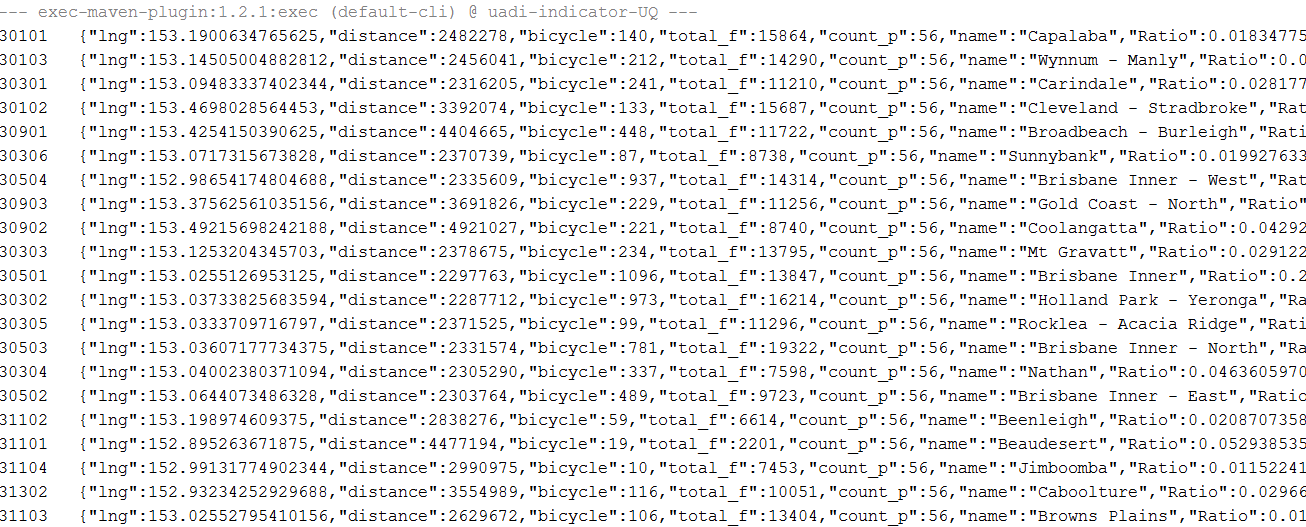 --- exec-maven-plugin:1.2.1:exec (default-cli) @ uadi-indicator-UQ ---
30101 {"lng":153.1900634765625,"distance":2482278,"bicycle":140,"total_f":15864,"count_p":56,"name":"Capalaba","Ratio":0.01834775
30103 {"lng":153.14505004882812,"distance":2456041,"bicycle":212,"total_f":14290,"count_p":56,"name":"Wynnum - Manly","Ratio":0.0
30301 {"lng":153.09483337402344,"distance":2316205,"bicycle":241,"total_f":11210,"count_p":56,"name":"Carindale","Ratio":0.028177
30102 {"lng":153.4698028564453,"distance":3392074,"bicycle":133,"total_f":15687,"count_p":56,"name":"Cleveland - Stradbroke","Rat
30901 {"lng":153.4254150390625,"distance":4404665,"bicycle":448,"total_f":11722,"count_p":56,"name":"Broadbeach - Burleigh","Rati
30306 {"lng":153.0717315673828,"distance":2370739,"bicycle":87,"total_f":8738,"count_p":56,"name":"Sunnybank","Ratio":0.019927633
30504 {"lng":152.98654174804688,"distance":2335609,"bicycle":937,"total_f":14314,"count_p":56,"name":"Brisbane Inner - West","Rat
30903 {"lng":153.37562561035156,"distance":3691826,"bicycle":229,"total_f":11256,"count_p":56,"name":"Gold Coast - North","Ratio"
30902 {"lng":153.49215698242188,"distance":4921027,"bicycle":221,"total_f":8740,"count_p":56,"name":"Coolangatta","Ratio":0.04292
30303 {"lng":153.1253204345703,"distance":2378675,"bicycle":234,"total_f":13795,"count_p":56,"name":"Mt Gravatt","Ratio":0.029122
30501 {"lng":153.0255126953125,"distance":2297763,"bicycle":1096,"total_f":13847,"count_p":56,"name":"Brisbane Inner","Ratio":0.2
30302 {"lng":153.03733825683594,"distance":2287712,"bicycle":973,"total_f":16214,"count_p":56,"name":"Holland Park - Yeronga","Ra
30305 {"lng":153.0333709716797,"distance":2371525,"bicycle":99,"total_f":11296,"count_p":56,"name":"Rocklea - Acacia Ridge","Rati
30503 {"lng":153.03607177734375,"distance":2331574,"bicycle":781,"total_f":19322,"count_p":56,"name":"Brisbane Inner - North","Ra
30304 {"lng":153.04002380371094,"distance":2305290,"bicycle":337,"total_f":7598,"count_p":56,"name":"Nathan","Ratio":0.0463605970
30502 {"lng":153.0644073486328,"distance":2303764,"bicycle":489,"total_f":9723,"count_p":56,"name":"Brisbane Inner - East","Ratio
31102 {"lng":153.198974609375,"distance":2838276,"bicycle":59,"total_f":6614,"count_p":56,"name":"Beenleigh","Ratio":0.0208707358
31101 {"lng":152.895263671875,"distance":4477194,"bicycle":19,"total_f":2201,"count_p":56,"name":"Beaudesert","Ratio":0.052938535
31104 {"lng":152.99131774902344,"distance":2990975,"bicycle":10,"total_f":7453,"count_p":56,"name":"Jimboomba","Ratio":0.01152241
31302 {"lng":152.93234252929688,"distance":3554989,"bicycle":116,"total_f":10051,"count_p":56,"name":"Caboolture","Ratio":0.02966
31103 {"lng":153.02552795410156,"distance":2629672,"bicycle":106,"total_f":13404,"count_p":56,"name":"Browns Plains","Ratio":0.01